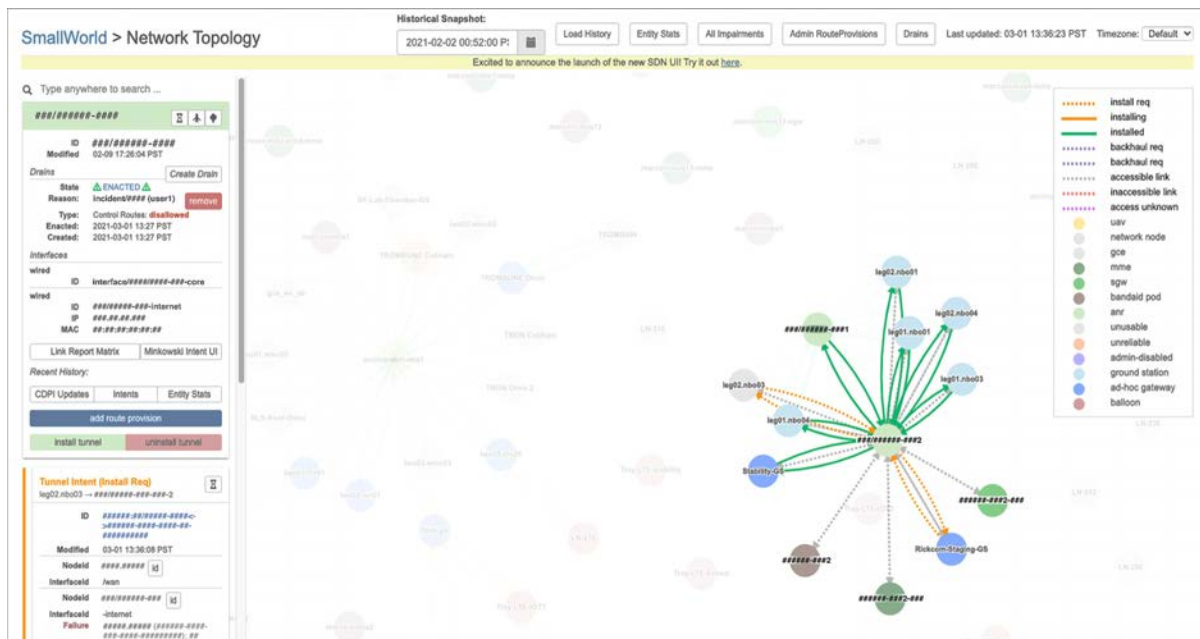 Historical Snapshot:
SmallWorld > Network Topology
2021-02-02 00:52:00 P
Load History
Entity Stats
All Impairments
Admin RouteProvisions
Drains
Last updated: 03-01 13:36:23 PST
Timezone: Default
Excited to announce the launch of the new SDN UI! Try it out here.
Type anywhere to search ...
###/######-####
ID ###/######-####
Modified 02-09 17:26:04 PST
Drains Create Drain
State ENACTED
Reason: Incident/#### (user1) remove
Type: Control Routes: disallowed
Enacted: 2021-03-01 13:27 PST
Created: 2021-03-01 13:27 PST
Interfaces
wired
ID interface/####/####-###-core
wired
ID ###/#####-###-internet
IP ###.##.##.###
MAC ##:##:##:##:##:##
Link Report Matrix Minkowski Intent UI
Recent History:
CDPI Updates Intents Entity Stats
add route provision
install tunnel uninstall tunnel
Tunnel Intent (Install Req)
leg02.nbo03 → ###/#####-###-###-2
ID ######:##/#####-####<-
>######-####-####-##-
##########
Modified 03-01 13:36:08 PST
NodeId ####.##### id
InterfaceId /wan
NodeId ###/######-### id
InterfaceId -internet
Failure #####.##### (######-####-
###-####-#########): ##
leg02.nbo01
leg02.nbo04
leg01.nbo01
###/######-###1
leg02.nbo03
leg01.nbo03
leg01.nbo04
###/######-###2
Stability-GS
######-###2-###
Rickcom-Staging-GS
######-###2
######-###2-###
install req
installing
installed
backhaul req
backhaul req
accessible link
inaccessible link
access unknown
uav
network node
gce
mme
sgw
bandaid pod
anr
unusable
unreliable
admin-disabled
ground station
ad-hoc gateway
balloon